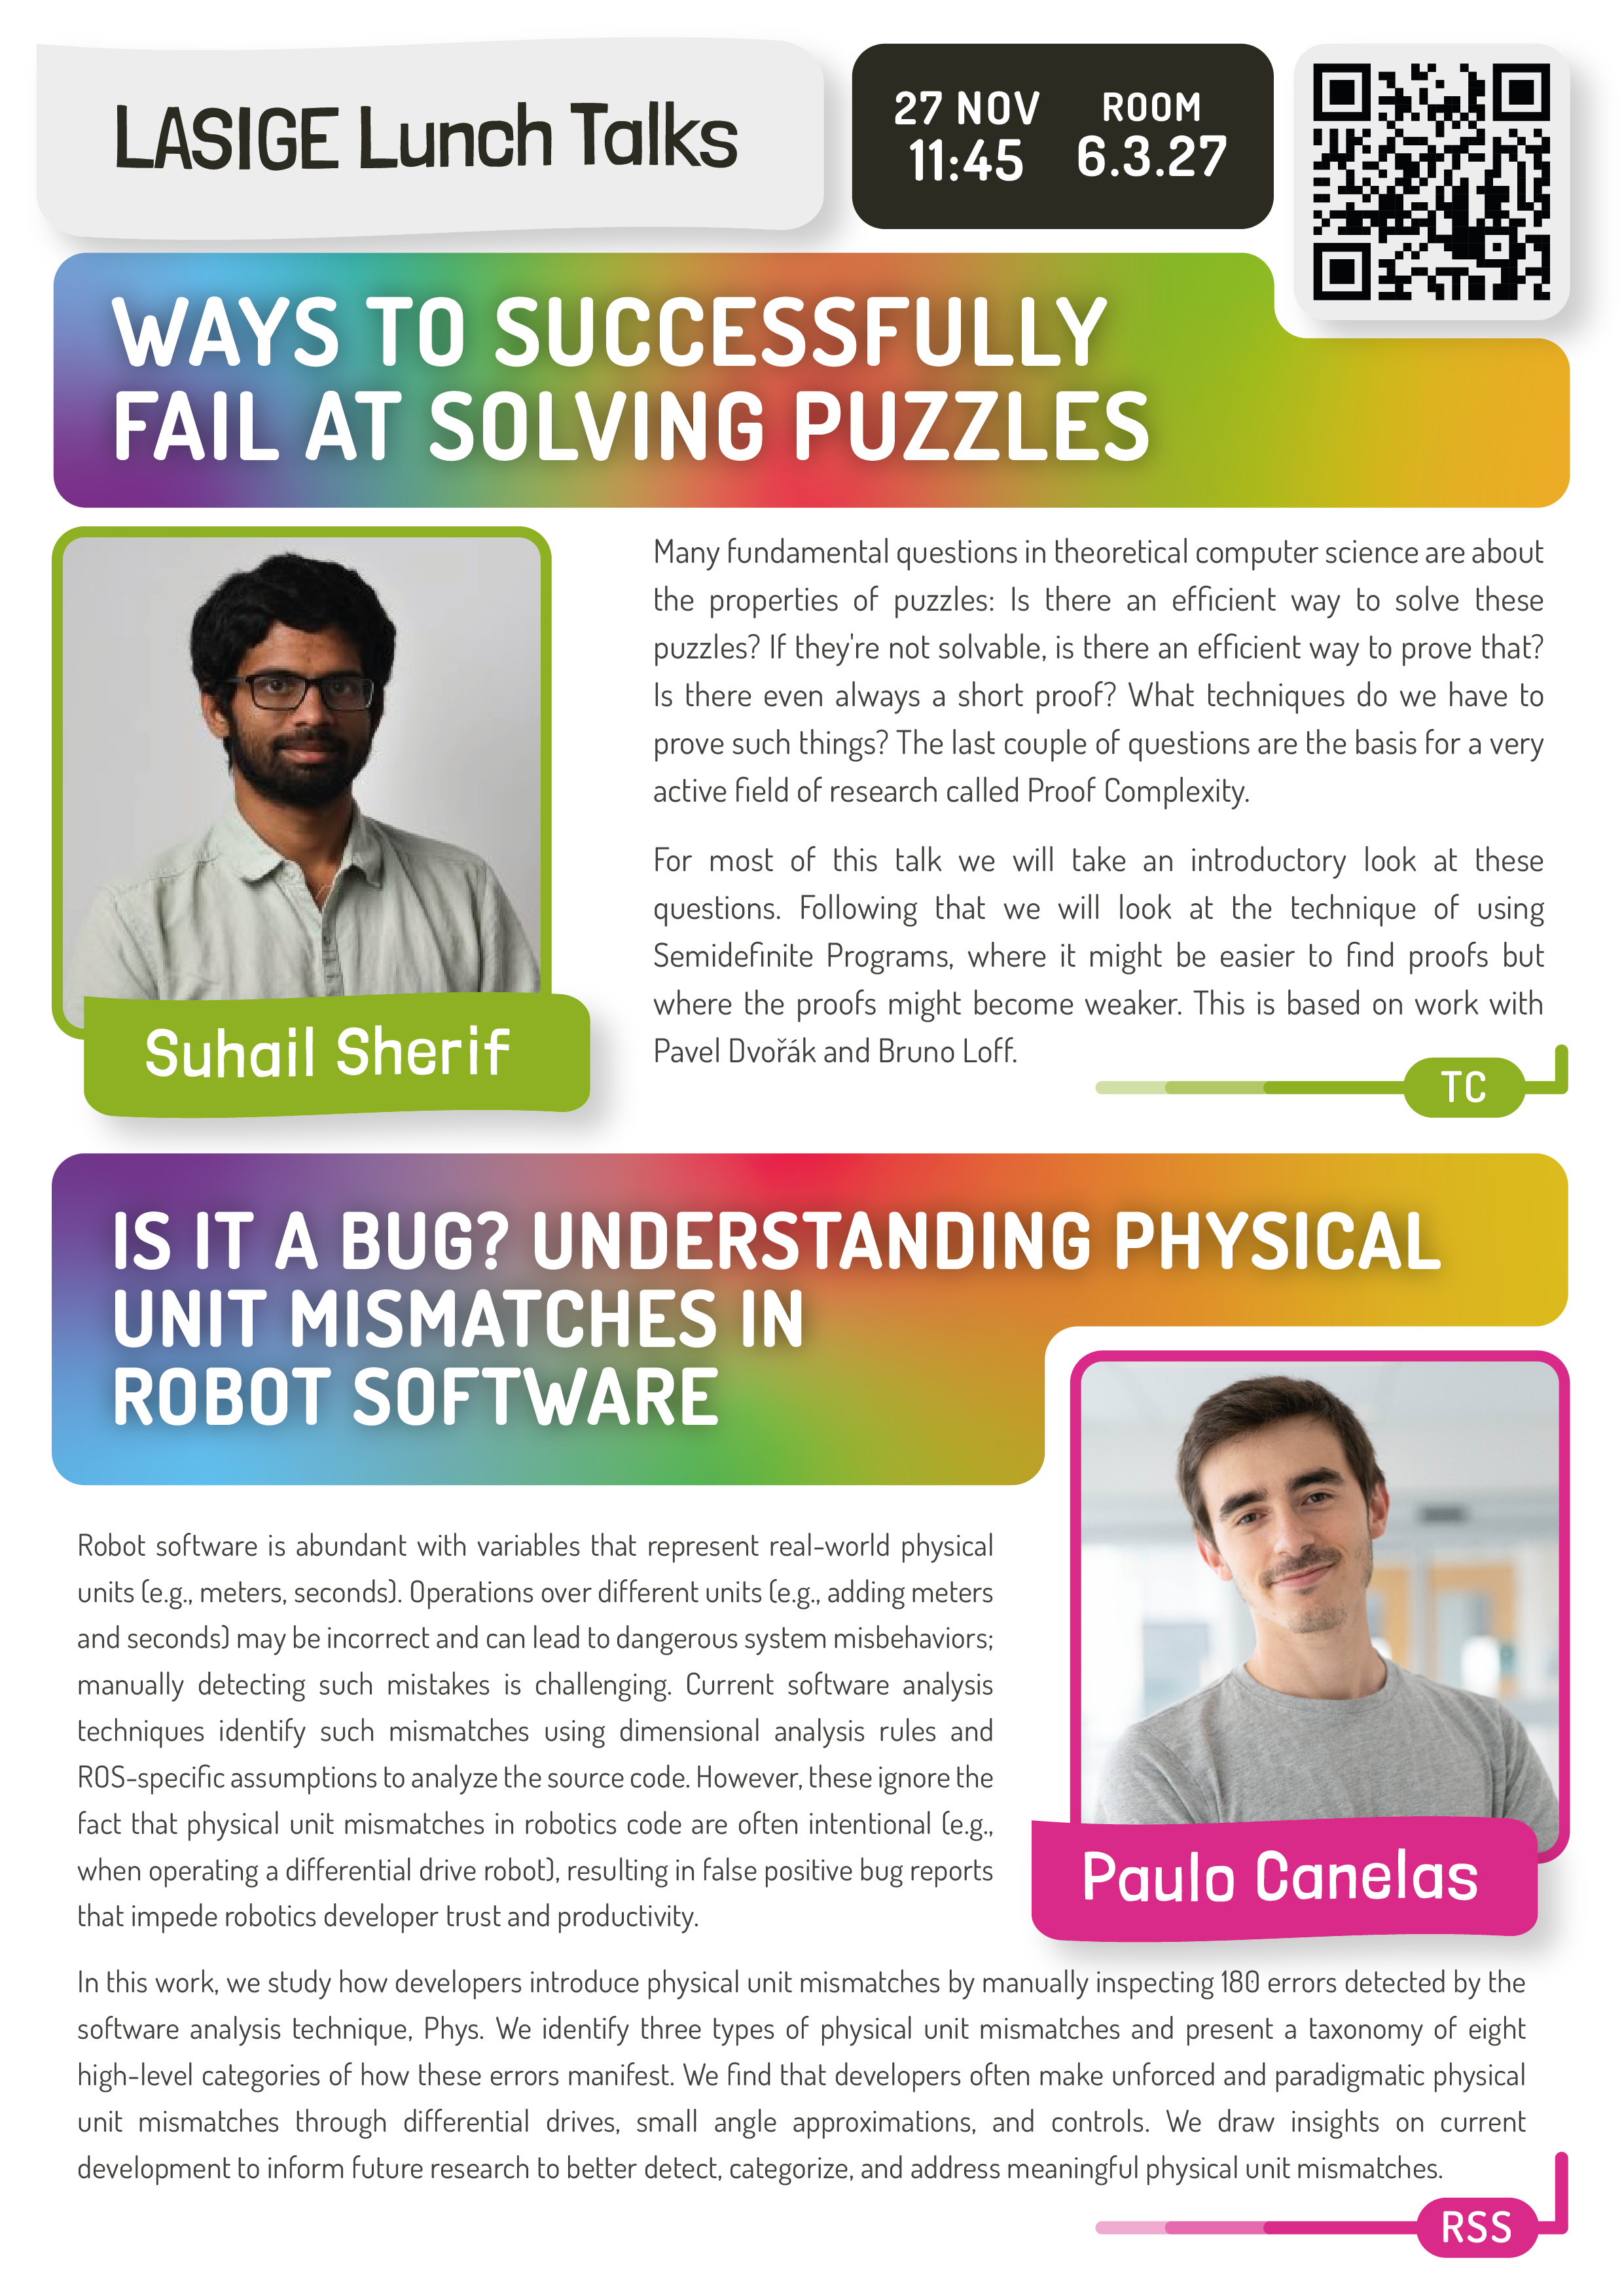 LASIGE Lunch Talks
27 NOV
11:45
ROOM
6.3.27
WAYS TO SUCCESSFULLY
FAIL AT SOLVING PUZZLES
Many fundamental questions in theoretical computer science are about
the properties of puzzles: Is there an efficient way to solve these
puzzles? If they're not solvable, is there an efficient way to prove that?
Is there even always a short proof? What techniques do we have to
prove such things? The last couple of questions are the basis for a very
active field of research called Proof Complexity.
For most of this talk we will take an introductory look at these
questions. Following that we will look at the technique of using
Semidefinite Programs, where it might be easier to find proofs but
where the proofs might become weaker. This is based on work with
Pavel Dvořák and Bruno Loff.
Suhail Sherif
TC
IS IT A BUG? UNDERSTANDING PHYSICAL
UNIT MISMATCHES IN
ROBOT SOFTWARE
Robot software is abundant with variables that represent real-world physical
units (e.g., meters, seconds). Operations over different units (e.g., adding meters
and seconds) may be incorrect and can lead to dangerous system misbehaviors;
manually detecting such mistakes is challenging. Current software analysis
techniques identify such mismatches using dimensional analysis rules and
ROS-specific assumptions to analyze the source code. However, these ignore the
fact that physical unit mismatches in robotics code are often intentional (e.g.,
when operating a differential drive robot), resulting in false positive bug reports
that impede robotics developer trust and productivity.
Paulo Canelas
In this work, we study how developers introduce physical unit mismatches by manually inspecting 180 errors detected by the
software analysis technique, Phys. We identify three types of physical unit mismatches and present a taxonomy of eight
high-level categories of how these errors manifest. We find that developers often make unforced and paradigmatic physical
unit mismatches through differential drives, small angle approximations, and controls. We draw insights on current
development to inform future research to better detect, categorize, and address meaningful physical unit mismatches.
RSS